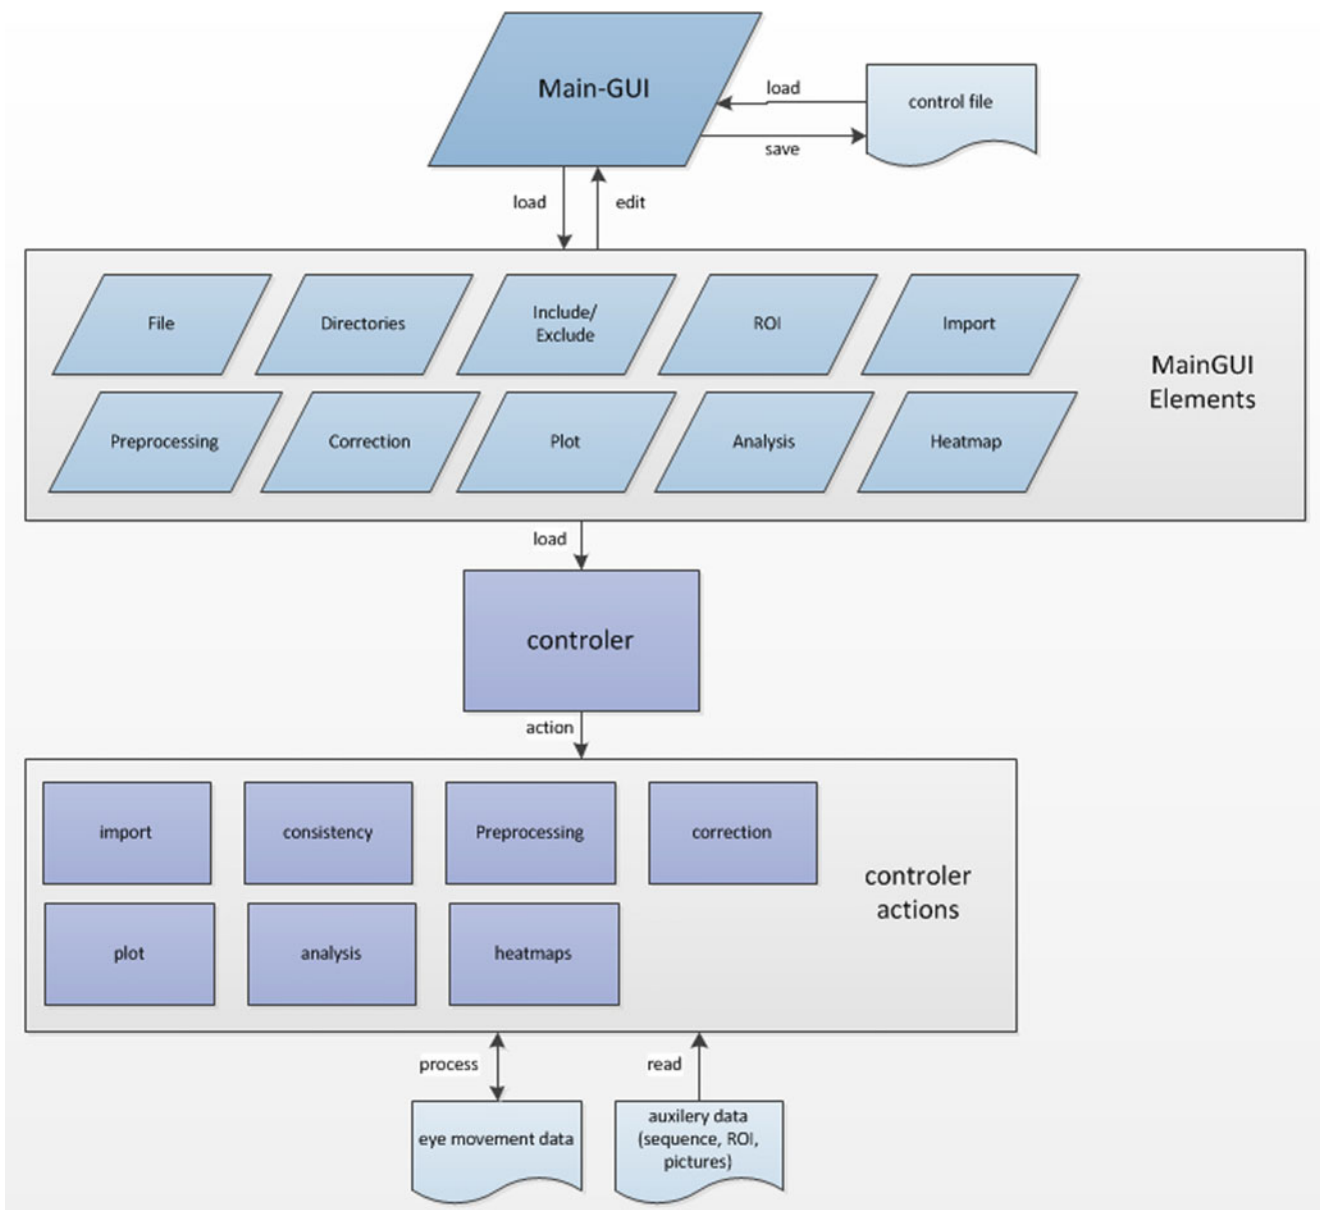 Main-GUI
load
control file
save
load
edit
File
Directories
Include/
Exclude
ROI
Import
MainGUI
Elements
Preprocessing
Correction
Plot
Analysis
Heatmap
load
controler
action
import
consistency
Preprocessing
correction
controler
actions
plot
analysis
heatmaps
process
read
eye movement data
auxilery data
(sequence, ROI,
pictures)